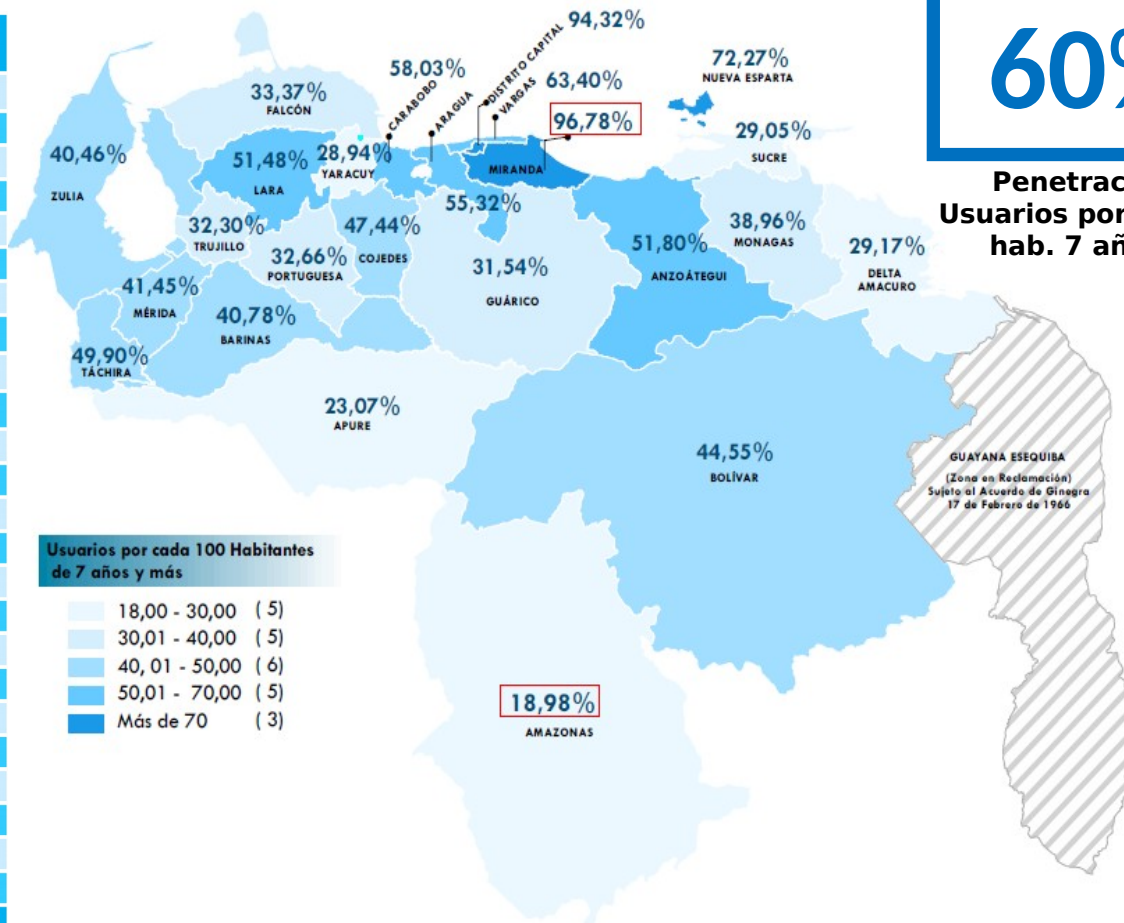 94,32%
DISTRITO CAPITAL
58,03%
CARABOBO
ARAGUA
VARGAS
63,40%
96,78%
72,27%
NUEVA ESPARTA
60%
Penetrac
Usuarios por
hab. 7 añ
33,37%
FALCÓN
29,05%
SUCRE
40,46%
ZULIA
51,48%
LARA
28,94%
YARACUY
MIRANDA
55,32%
32,30%
TRUJILLO
47,44%
COJEDES
32,66%
PORTUGUESA
31,54%
GUÁRICO
51,80%
ANZOÁTEGUI
38,96%
MONAGAS
29,17%
DELTA
AMACURO
41,45%
MÉRIDA
40,78%
BARINAS
49,90%
TÁCHIRA
23,07%
APURE
44,55%
BOLÍVAR
GUAYANA ESEQUIBA
(Zona en Reclamación)
Sujeto al Acuerdo de Ginegra
17 de Febrero de 1966
Usuarios por cada 100 Habitantes
de 7 años y más
18,00 - 30,00 ( 5)
30,01 - 40,00 ( 5)
40, 01 - 50,00 ( 6)
50,01 - 70,00 ( 5)
Más de 70 ( 3)
18,98%
AMAZONAS